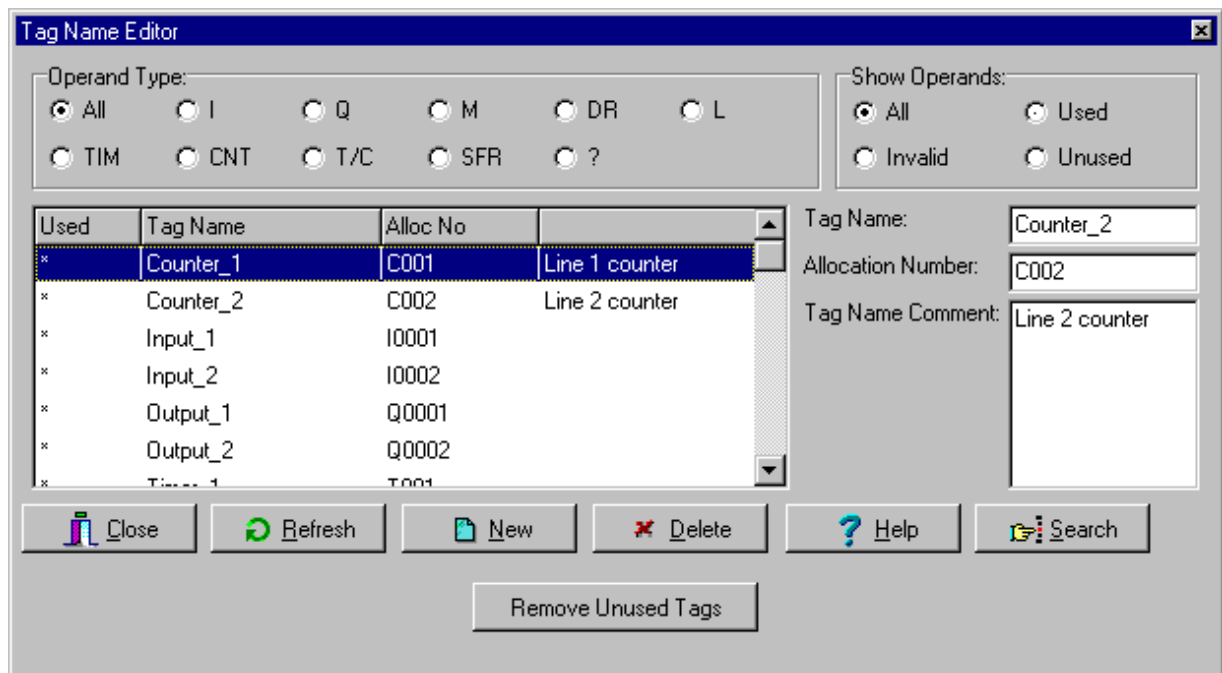 Tag Name Editor
Operand Type:
All I Q M DR L
TIM CNT T/C SFR ?
Show Operands:
All Used
Invalid Unused
Used Tag Name Alloc No
* Counter_1 C001 Line 1 counter
* Counter_2 C002 Line 2 counter
* Input_1 I0001
* Input_2 I0002
* Output_1 Q0001
* Output_2 Q0002
* Timer_1 T001
Tag Name: Counter_2
Allocation Number: C002
Tag Name Comment: Line 2 counter
Close Refresh New Delete Help Search
Remove Unused Tags